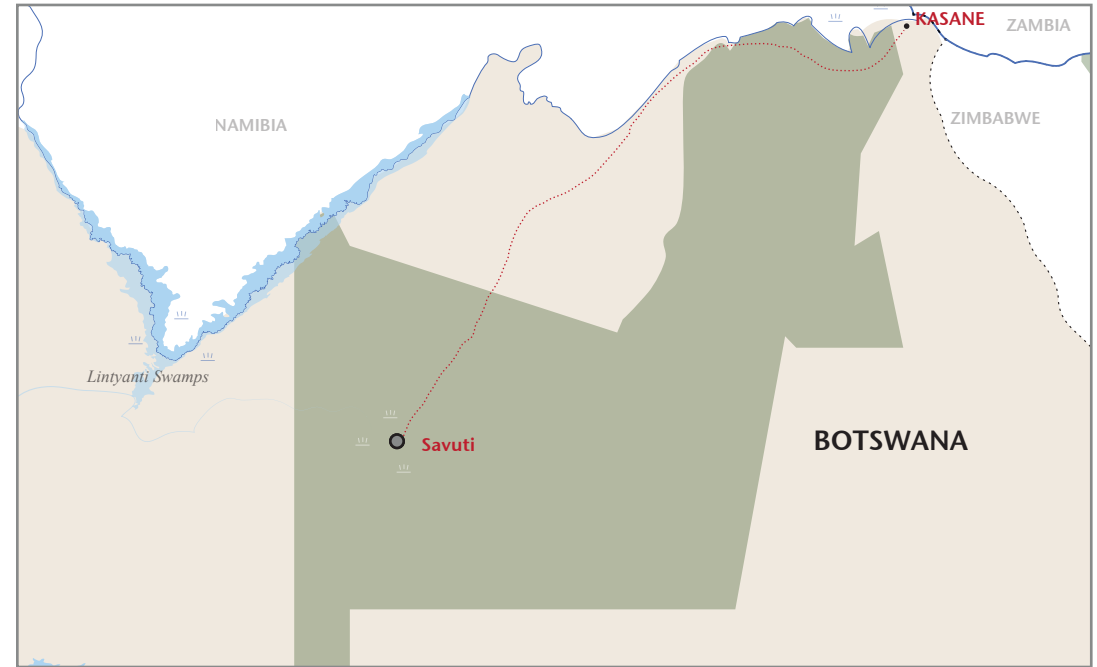 KASANE
ZAMBIA
NAMIBIA
ZIMBABWE
Lintyanti Swamps
Savuti
BOTSWANA